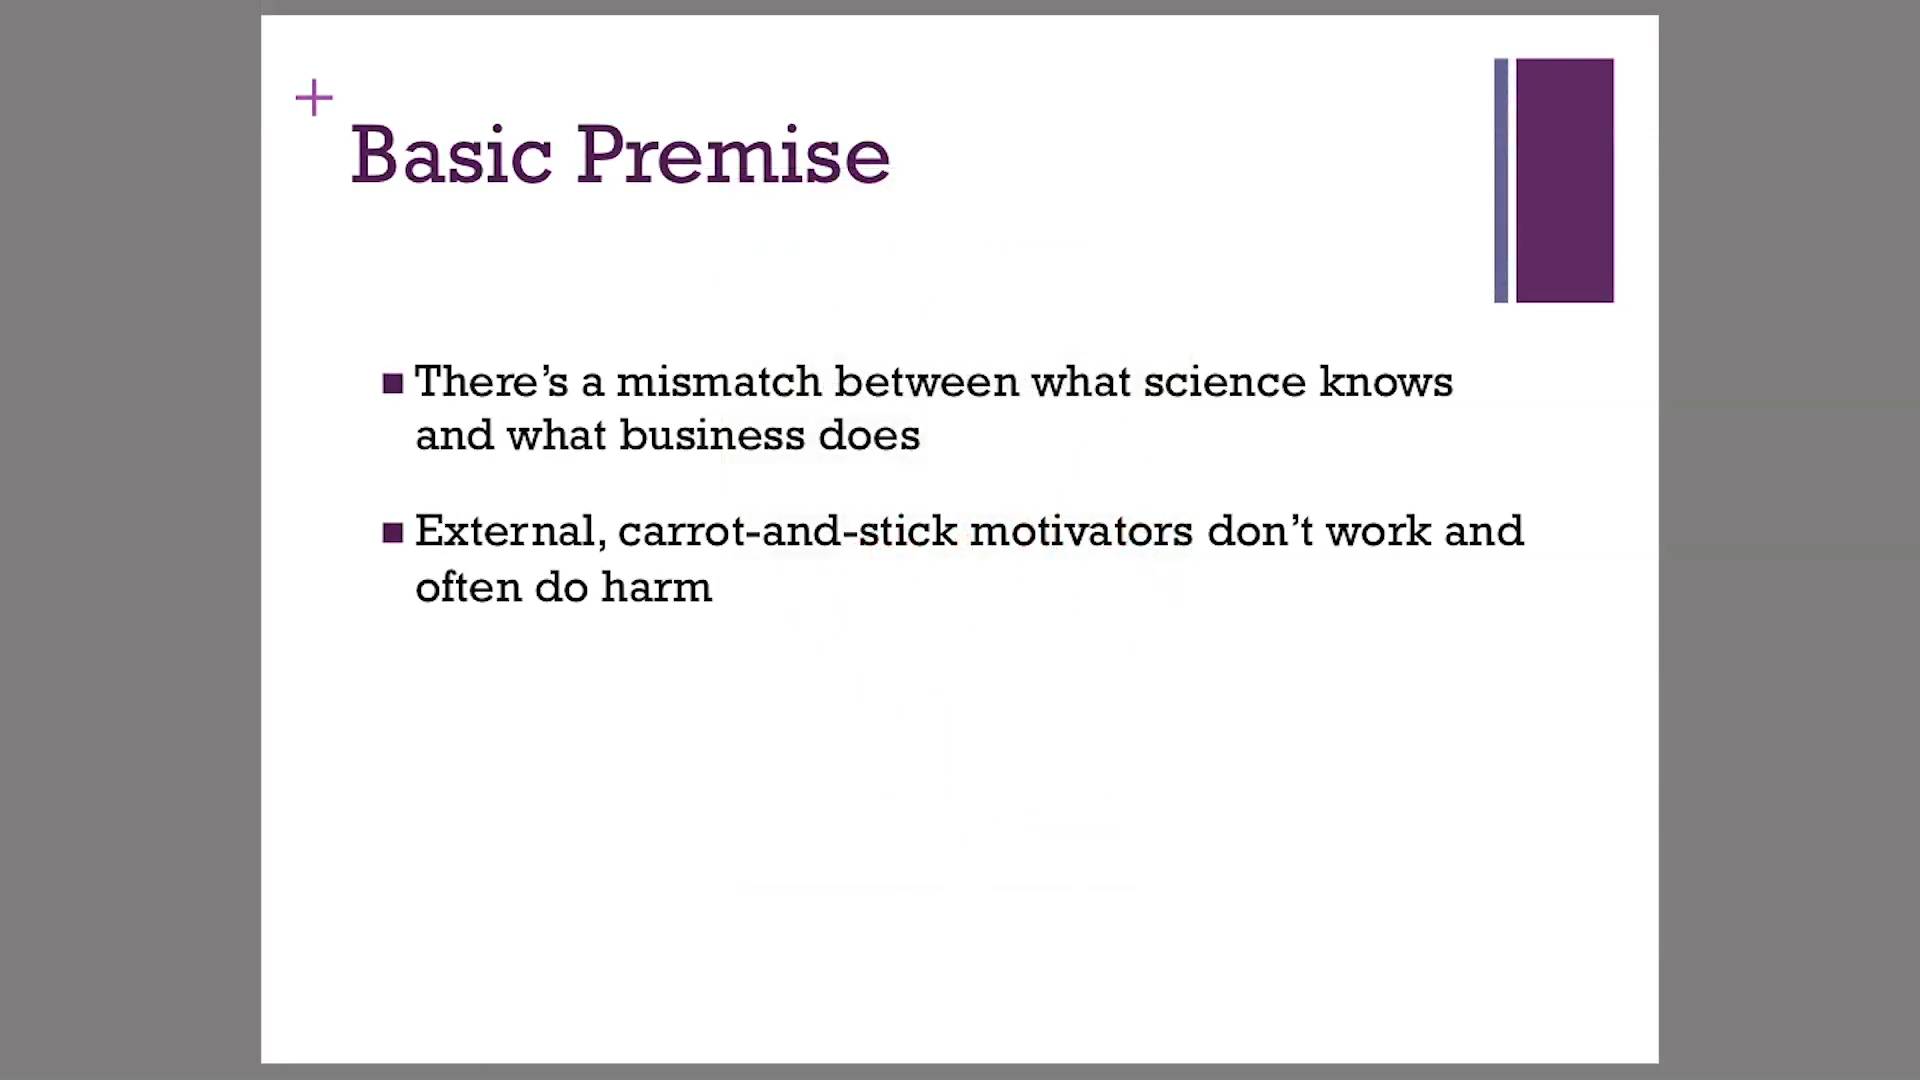 +
Basic Premise
There’s a mismatch between what science knows
and what business does
External, carrot-and-stick motivators don’t work and
often do harm